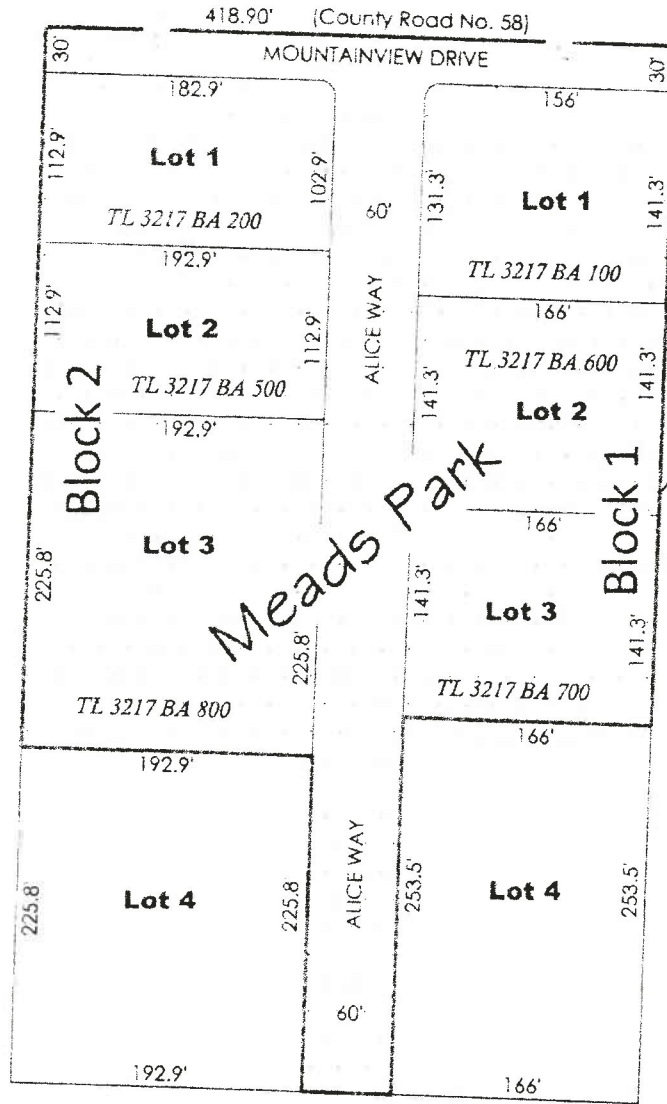 418.90' (County Road No. 58)
30'
MOUNTAINVIEW DRIVE
30'
182.9'
156'
112.9'
Lot 1
102.9'
60'
131.3'
Lot 1
141.3'
TL 3217 BA 200
TL 3217 BA 100
192.9'
166'
112.9'
Lot 2
112.9'
ALICE WAY
TL 3217 BA 600
141.3'
TL 3217 BA 500
141.3'
Lot 2
192.9'
Block 2
Meads Park
Block 1
166'
225.8'
Lot 3
225.8'
141.3'
Lot 3
141.3'
TL 3217 BA 800
TL 3217 BA 700
192.9'
166'
225.8'
Lot 4
225.8'
ALICE WAY
253.5'
Lot 4
253.5'
60'
192.9'
166'